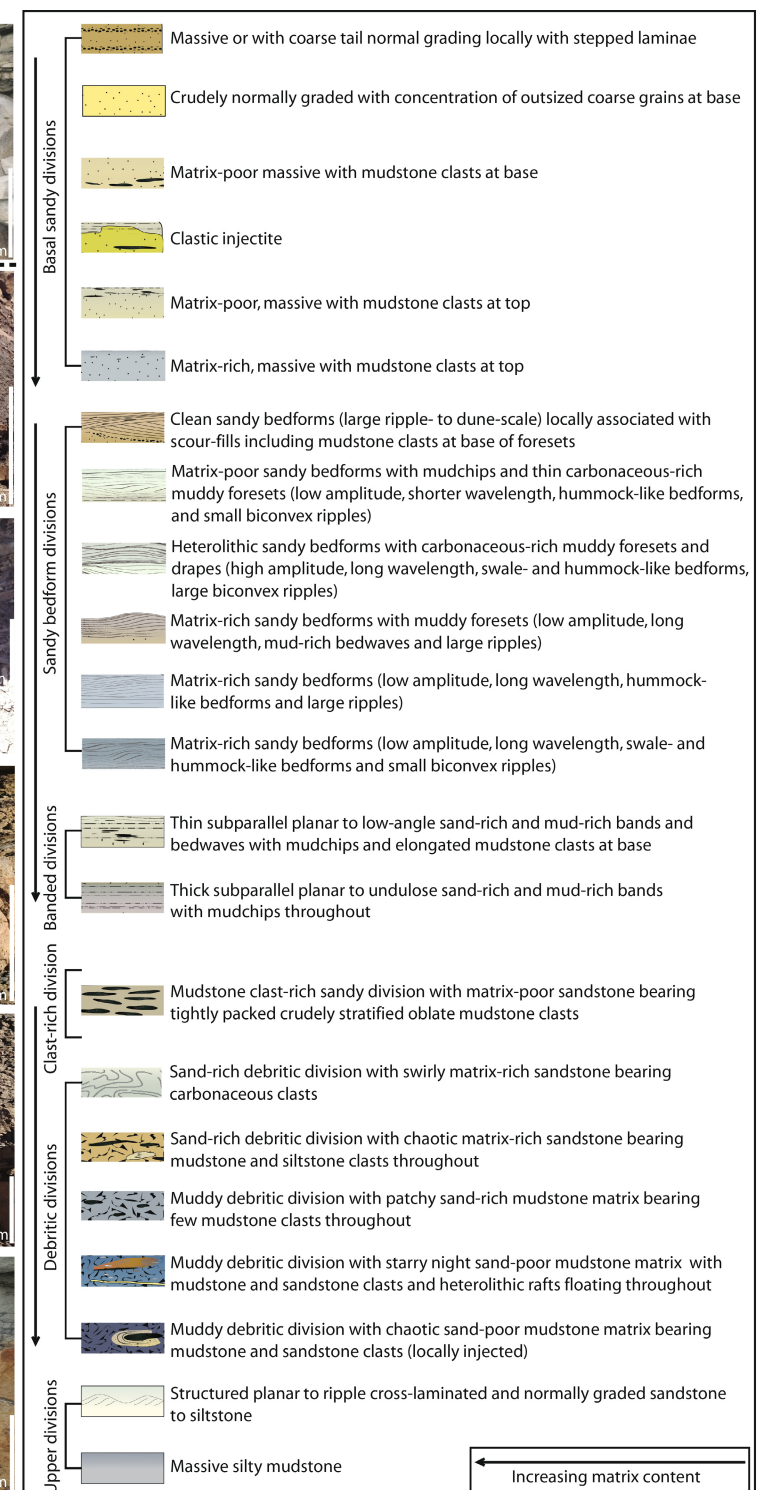 Basal sandy divisions
Massive or with coarse tail normal grading locally with stepped laminae
Crudely normally graded with concentration of outsized coarse grains at base
Matrix-poor massive with mudstone clasts at base
Clastic injectite
Matrix-poor, massive with mudstone clasts at top
Matrix-rich, massive with mudstone clasts at top
Sandy bedform divisions
Clean sandy bedforms (large ripple- to dune-scale) locally associated with
scour-fills including mudstone clasts at base of foresets
Matrix-poor sandy bedforms with mudchips and thin carbonaceous-rich
muddy foresets (low amplitude, shorter wavelength, hummock-like bedforms,
and small biconvex ripples)
Heterolithic sandy bedforms with carbonaceous-rich muddy foresets and
drapes (high amplitude, long wavelength, swale- and hummock-like bedforms,
large biconvex ripples)
Matrix-rich sandy bedforms with muddy foresets (low amplitude, long
wavelength, mud-rich bedwaves and large ripples)
Matrix-rich sandy bedforms (low amplitude, long wavelength, hummock-
like bedforms and large ripples)
Matrix-rich sandy bedforms (low amplitude, long wavelength, swale- and
hummock-like bedforms and small biconvex ripples)
Banded divisions
Thin subparallel planar to low-angle sand-rich and mud-rich bands and
bedwaves with mudchips and elongated mudstone clasts at base
Thick subparallel planar to undulose sand-rich and mud-rich bands
with mudchips throughout
Clast-rich division
Mudstone clast-rich sandy division with matrix-poor sandstone bearing
tightly packed crudely stratified oblate mudstone clasts
Debritic divisions
Sand-rich debritic division with swirly matrix-rich sandstone bearing
carbonaceous clasts
Sand-rich debritic division with chaotic matrix-rich sandstone bearing
mudstone and siltstone clasts throughout
Muddy debritic division with patchy sand-rich mudstone matrix bearing
few mudstone clasts throughout
Muddy debritic division with starry night sand-poor mudstone matrix with
mudstone and sandstone clasts and heterolithic rafts floating throughout
Muddy debritic division with chaotic sand-poor mudstone matrix bearing
mudstone and sandstone clasts (locally injected)
Upper divisions
Structured planar to ripple cross-laminated and normally graded sandstone
to siltstone
Massive silty mudstone
Increasing matrix content